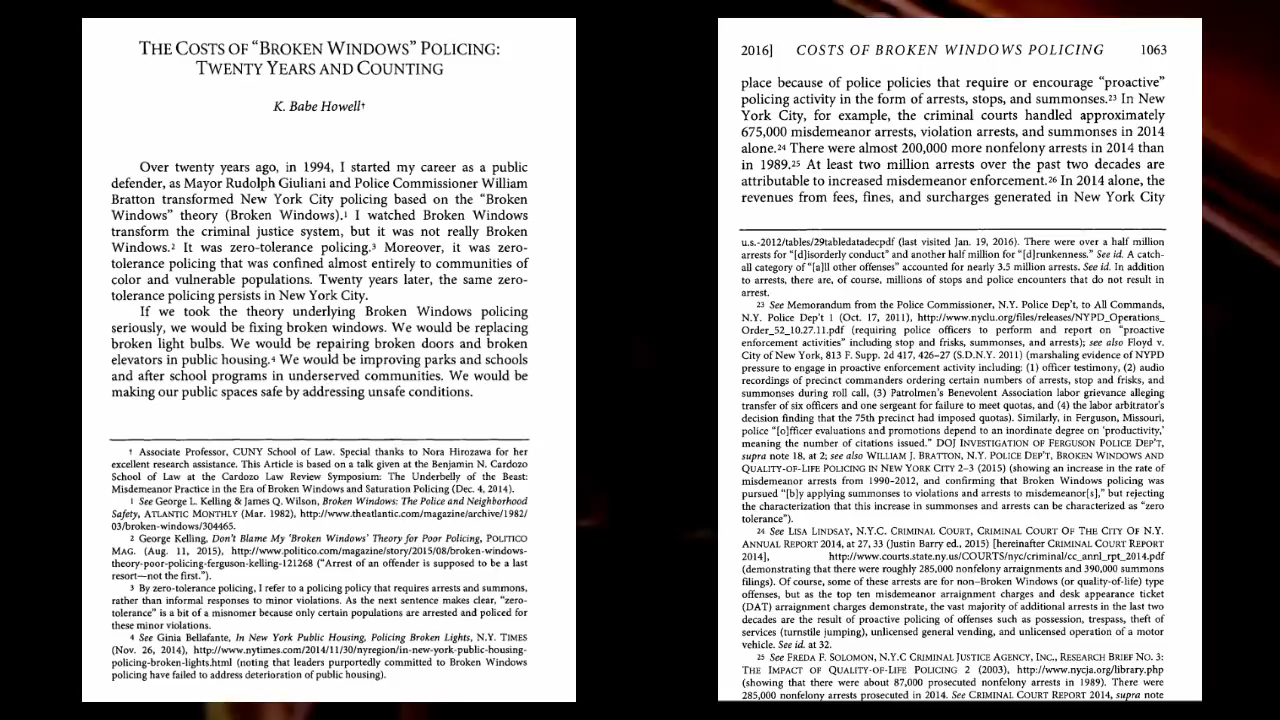 THE COSTS OF “BROKEN WINDOWS” POLICING:
TWENTY YEARS AND COUNTING
K. Babe Howell†
Over twenty years ago, in 1994, I started my career as a public
defender, as Mayor Rudolph Giuliani and Police Commissioner William
Bratton transformed New York City policing based on the “Broken
Windows” theory (Broken Windows).1 I watched Broken Windows
transform the criminal justice system, but it was not really Broken
Windows.2 It was zero-tolerance policing.3 Moreover, it was zero-
tolerance policing that was confined almost entirely to communities of
color and vulnerable populations. Twenty years later, the same zero-
tolerance policing persists in New York City.
If we took the theory underlying Broken Windows policing
seriously, we would be fixing broken windows. We would be replacing
broken light bulbs. We would be repairing broken doors and broken
elevators in public housing.4 We would be improving parks and schools
and after school programs in underserved communities. We would be
making our public spaces safe by addressing unsafe conditions.
† Associate Professor, CUNY School of Law. Special thanks to Nora Hirozawa for her
excellent research assistance. This Article is based on a talk given at the Benjamin N. Cardozo
School of Law at the Cardozo Law Review Symposium: The Underbelly of the Beast:
Misdemeanor Practice in the Era of Broken Windows and Saturation Policing (Dec. 4, 2014).
1 See George L. Kelling & James Q. Wilson, Broken Windows: The Police and Neighborhood
Safety, ATLANTIC MONTHLY (Mar. 1982), http://www.theatlantic.com/magazine/archive/1982/
03/broken-windows/304465.
2 George Kelling, Don’t Blame My ‘Broken Windows’ Theory for Poor Policing, POLITICO
MAG. (Aug. 11, 2015), http://www.politico.com/magazine/story/2015/08/broken-windows-
theory-poor-policing-ferguson-kelling-121268 (“Arrest of an offender is supposed to be a last
resort—not the first.”).
3 By zero-tolerance policing, I refer to a policing policy that requires arrests and summons,
rather than informal responses to minor violations. As the next sentence makes clear, “zero-
tolerance” is a bit of a misnomer because only certain populations are arrested and policed for
these minor violations.
4 See Ginia Bellafante, In New York Public Housing, Policing Broken Lights, N.Y. TIMES
(Nov. 26, 2014), http://www.nytimes.com/2014/11/30/nyregion/in-new-york-public-housing-
policing-broken-lights.html (noting that leaders purportedly committed to Broken Windows
policing have failed to address deterioration of public housing).
2016] COSTS OF BROKEN WINDOWS POLICING 1063
place because of police policies that require or encourage “proactive”
policing activity in the form of arrests, stops, and summonses.23 In New
York City, for example, the criminal courts handled approximately
675,000 misdemeanor arrests, violation arrests, and summonses in 2014
alone.24 There were almost 200,000 more nonfelony arrests in 2014 than
in 1989.25 At least two million arrests over the past two decades are
attributable to increased misdemeanor enforcement.26 In 2014 alone, the
revenues from fees, fines, and surcharges generated in New York City
u.s.-2012/tables/29tabledatadecpdf (last visited Jan. 19, 2016). There were over a half million
arrests for “[d]isorderly conduct” and another half million for “[d]runkenness.” See id. A catch-
all category of “[a]ll other offenses” accounted for nearly 3.5 million arrests. See id. In addition
to arrests, there are, of course, millions of stops and police encounters that do not result in
arrest.
23 See Memorandum from the Police Commissioner, N.Y. Police Dep’t. to All Commands,
N.Y. Police Dep’t 1 (Oct. 17, 2011), http://www.nyclu.org/files/releases/NYPD_Operations_
Order_52_10.27.11.pdf (requiring police officers to perform and report on “proactive
enforcement activities” including stop and frisks, summonses, and arrests); see also Floyd v.
City of New York, 813 F. Supp. 2d 417, 426–27 (S.D.N.Y. 2011) (marshaling evidence of NYPD
pressure to engage in proactive enforcement activity including: (1) officer testimony, (2) audio
recordings of precinct commanders ordering certain numbers of arrests, stop and frisks, and
summonses during roll call, (3) Patrolmen’s Benevolent Association labor grievance alleging
transfer of six officers and one sergeant for failure to meet quotas, and (4) the labor arbitrator’s
decision finding that the 75th precinct had imposed quotas). Similarly, in Ferguson, Missouri,
police “[o]fficer evaluations and promotions depend to an inordinate degree on ‘productivity,’
meaning the number of citations issued.” DOJ INVESTIGATION OF FERGUSON POLICE DEP’T,
supra note 18, at 2; see also WILLIAM J. BRATTON, N.Y. POLICE DEP’T, BROKEN WINDOWS AND
QUALITY-OF-LIFE POLICING IN NEW YORK CITY 2–3 (2015) (showing an increase in the rate of
misdemeanor arrests from 1990–2012, and confirming that Broken Windows policing was
pursued “[b]y applying summonses to violations and arrests to misdemeanor[s],” but rejecting
the characterization that this increase in summonses and arrests can be characterized as “zero
tolerance”).
24 See LISA LINDSAY, N.Y.C. CRIMINAL COURT, CRIMINAL COURT OF THE CITY OF N.Y.
ANNUAL REPORT 2014, at 27, 33 (Justin Barry ed., 2015) [hereinafter CRIMINAL COURT REPORT
2014], http://www.courts.state.ny.us/COURTS/nyc/criminal/cc_annl_rpt_2014.pdf
(demonstrating that there were roughly 285,000 nonfelony arraignments and 390,000 summons
filings). Of course, some of these arrests are for non–Broken Windows (or quality-of-life) type
offenses, but as the top ten misdemeanor arraignment charges and desk appearance ticket
(DAT) arraignment charges demonstrate, the vast majority of additional arrests in the last two
decades are the result of proactive policing of offenses such as possession, trespass, theft of
services (turnstile jumping), unlicensed general vending, and unlicensed operation of a motor
vehicle. See id. at 32.
25 See FREDA F. SOLOMON, N.Y.C CRIMINAL JUSTICE AGENCY, INC., RESEARCH BRIEF NO. 3:
THE IMPACT OF QUALITY-OF-LIFE POLICING 2 (2003), http://www.nycja.org/library.php
(showing that there were about 87,000 prosecuted nonfelony arrests in 1989). There were
285,000 nonfelony arrests prosecuted in 2014. See CRIMINAL COURT REPORT 2014, supra note